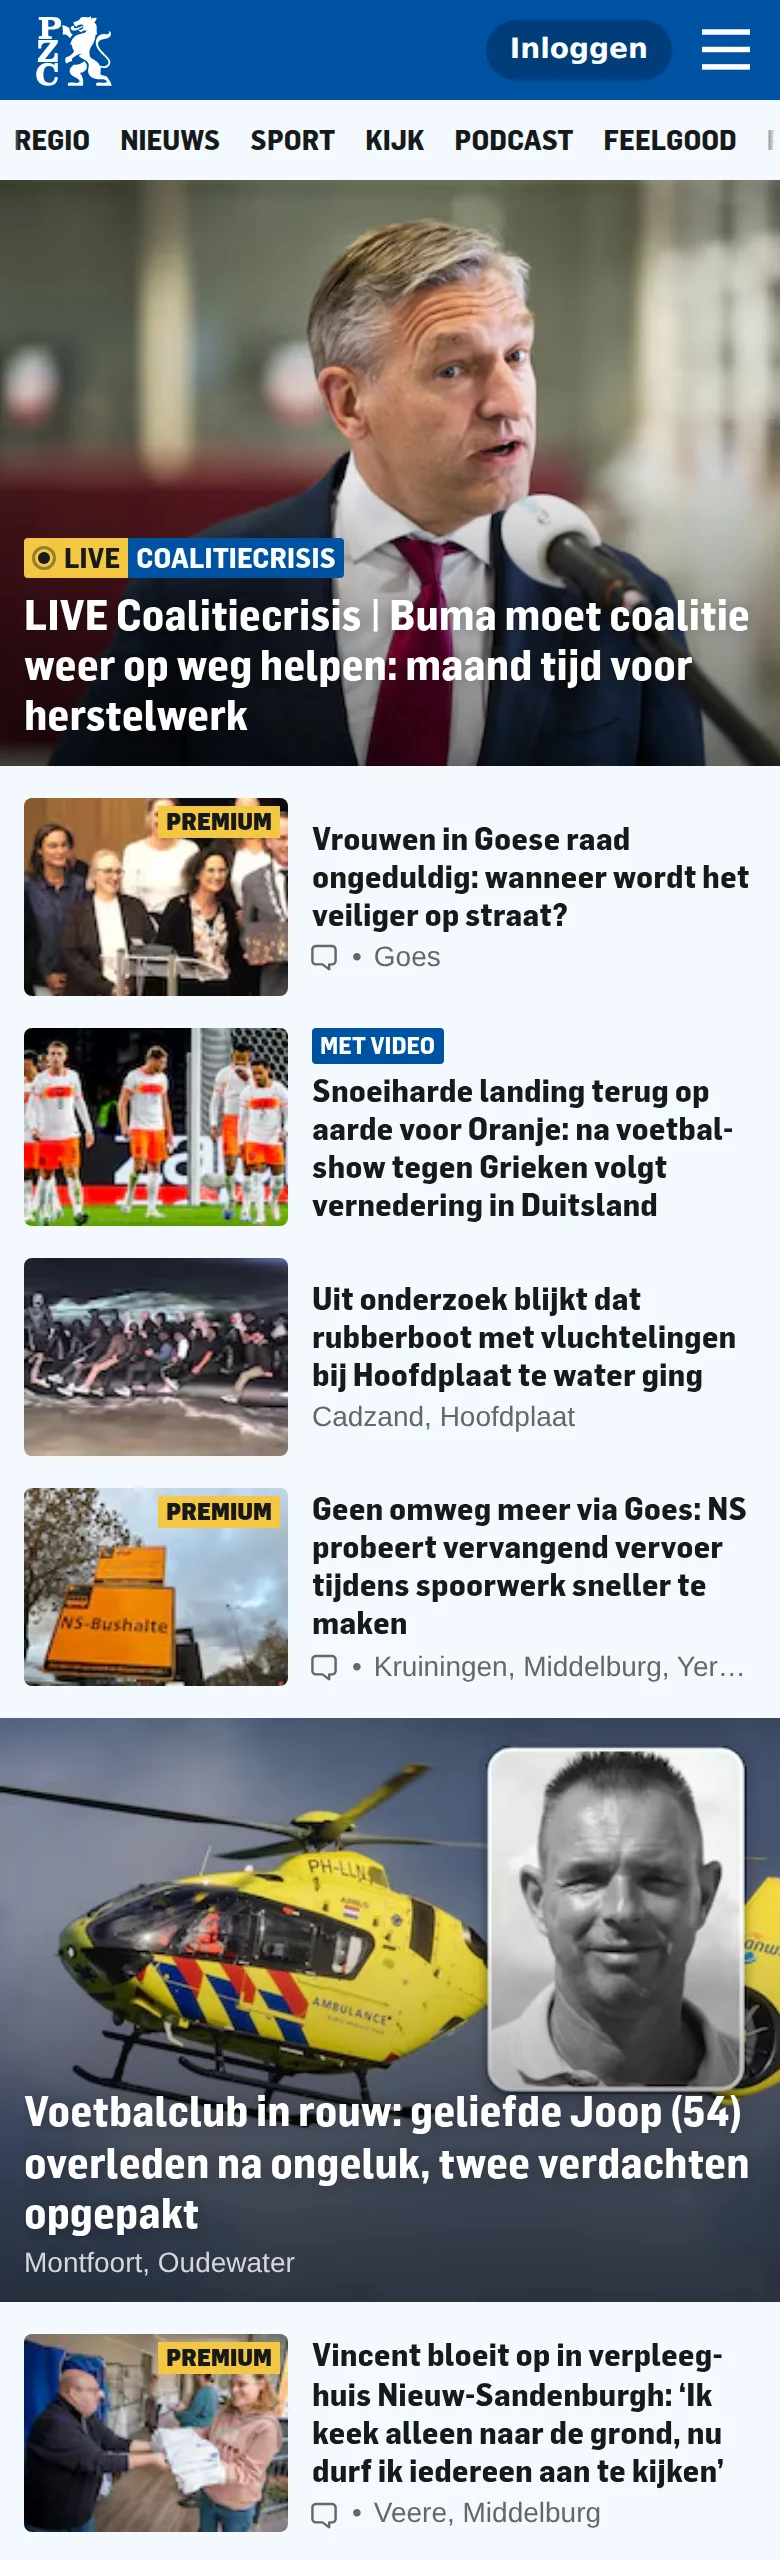 PZC
Inloggen
REGIO NIEUWS SPORT KIJK PODCAST FEELGOOD
LIVE COALITIECRISIS
LIVE Coalitiecrisis | Buma moet coalitie
weer op weg helpen: maand tijd voor
herstelwerk
PREMIUM
Vrouwen in Goese raad
ongeduldig: wanneer wordt het
veiliger op straat?
• Goes
MET VIDEO
Snoeiharde landing terug op
aarde voor Oranje: na voetbal-
show tegen Grieken volgt
vernedering in Duitsland
Uit onderzoek blijkt dat
rubberboot met vluchtelingen
bij Hoofdplaat te water ging
Cadzand, Hoofdplaat
PREMIUM
NS-Bushalte
Geen omweg meer via Goes: NS
probeert vervangend vervoer
tijdens spoorwerk sneller te
maken
• Kruiningen, Middelburg, Yer…
PH-LLN
AMBULANCE
Voetbalclub in rouw: geliefde Joop (54)
overleden na ongeluk, twee verdachten
opgepakt
Montfoort, Oudewater
PREMIUM
Vincent bloeit op in verpleeg-
huis Nieuw-Sandenburgh: ‘Ik
keek alleen naar de grond, nu
durf ik iedereen aan te kijken’
• Veere, Middelburg